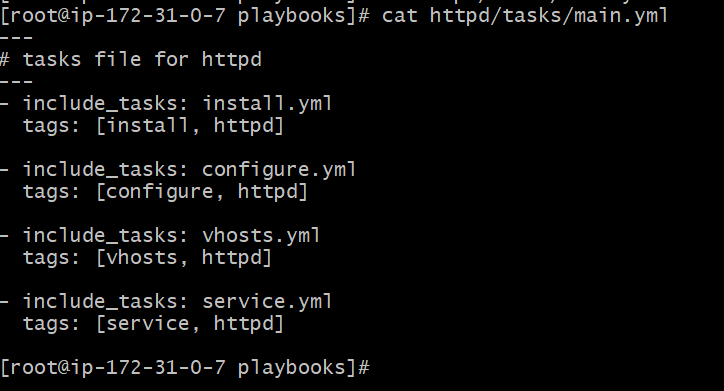 [root@ip-172-31-0-7 playbooks]# cat httpd/tasks/main.yml
---
# tasks file for httpd
---
- include_tasks: install.yml
  tags: [install, httpd]

- include_tasks: configure.yml
  tags: [configure, httpd]

- include_tasks: vhosts.yml
  tags: [vhosts, httpd]

- include_tasks: service.yml
  tags: [service, httpd]

[root@ip-172-31-0-7 playbooks]#